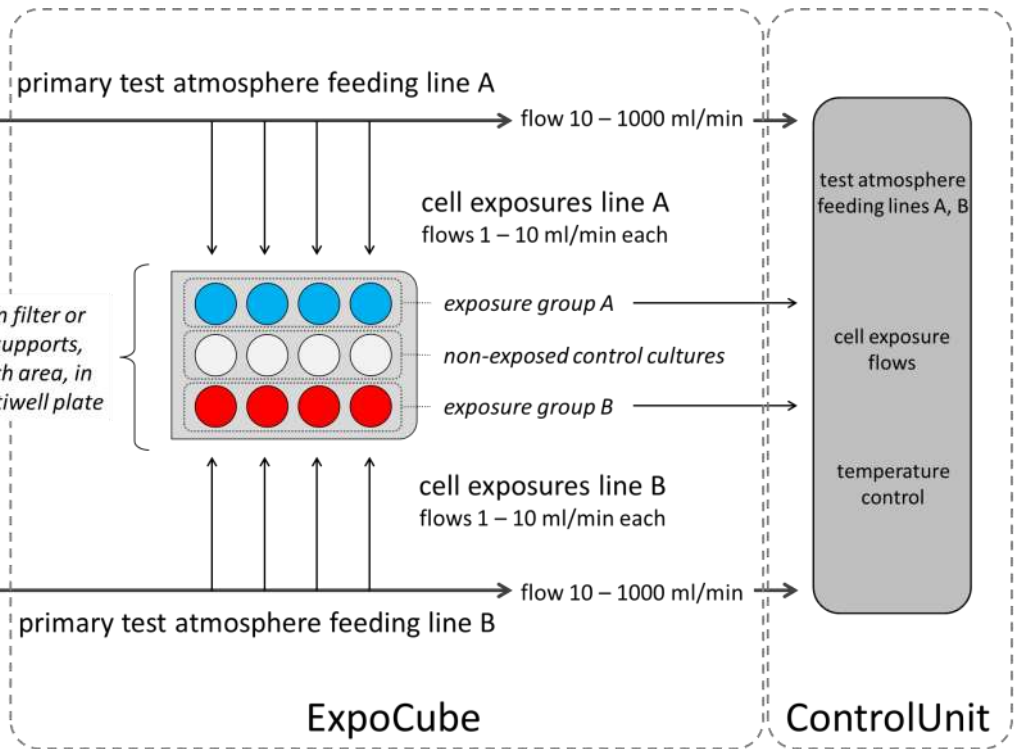 primary test atmosphere feeding line A
flow 10 – 1000 ml/min
test atmosphere
feeding lines A, B
cell exposures line A
flows 1 – 10 ml/min each
filter or
exposure group A
supports,
non-exposed control cultures
cell exposure
flows
area, in
plate
exposure group B
temperature
control
cell exposures line B
flows 1 – 10 ml/min each
flow 10 – 1000 ml/min
primary test atmosphere feeding line B
ExpoCube
ControlUnit